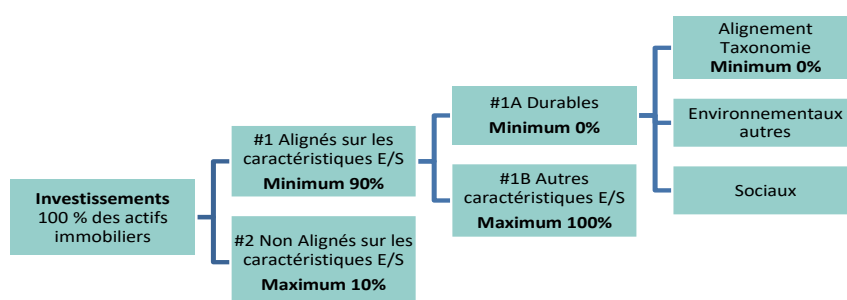 Investissements
100 % des actifs
immobiliers
#1 Alignés sur les
caractéristiques E/S
Minimum 90%
#2 Non Alignés sur les
caractéristiques E/S
Maximum 10%
#1A Durables
Minimum 0%
#1B Autres
caractéristiques E/S
Maximum 100%
Alignement
Taxonomie
Minimum 0%
Environnementaux
autres
Sociaux